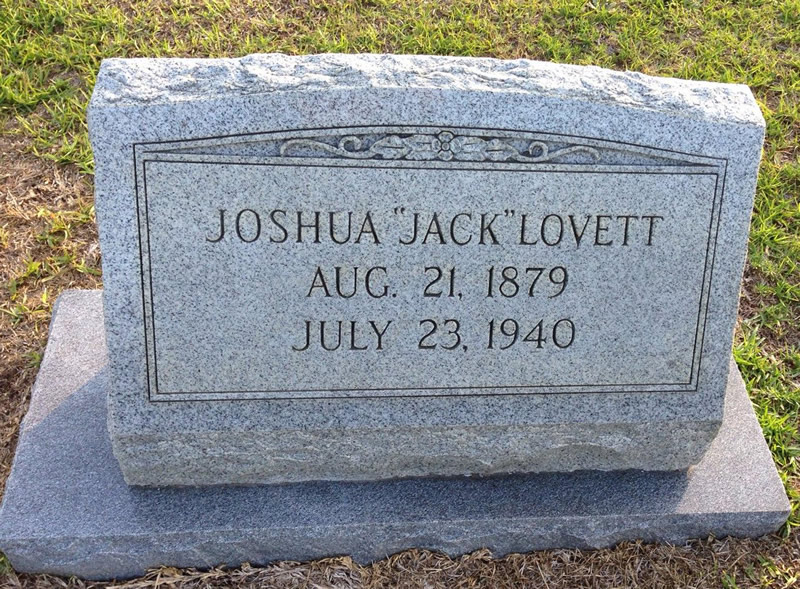 JOSHUA "JACK" LOVETT
AUG. 21, 1879
JULY 23, 1940